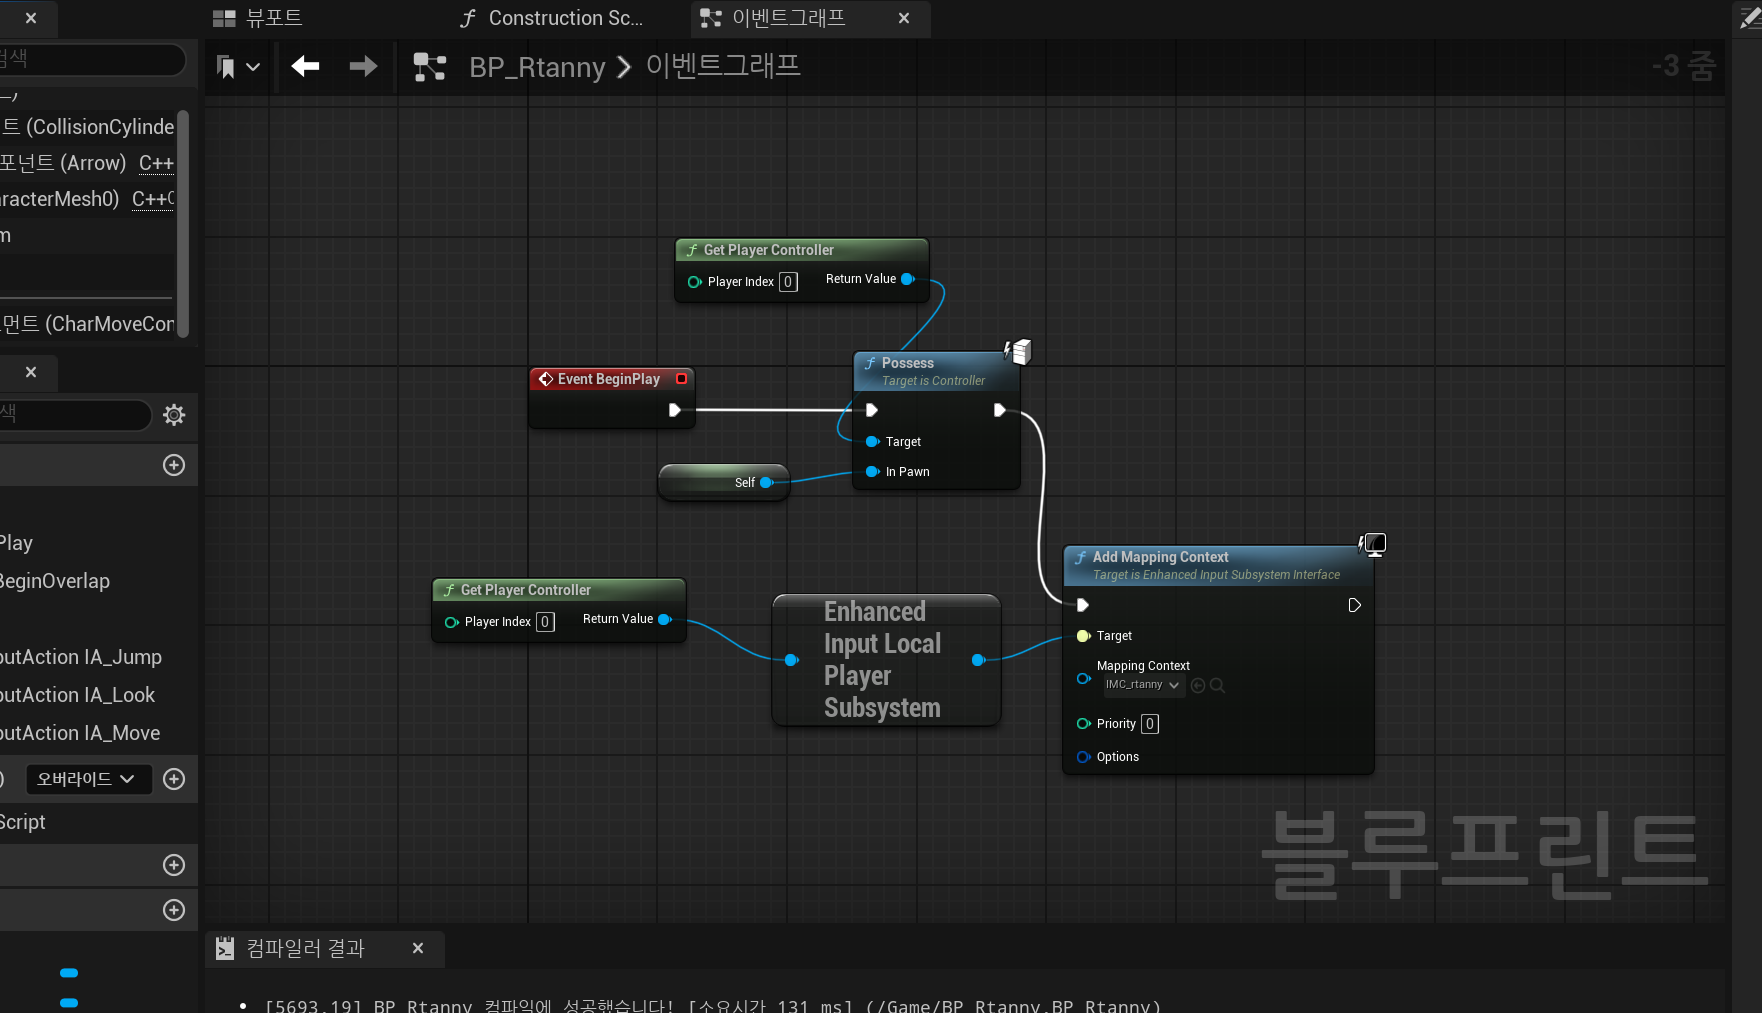 뷰포트
Construction Sc...
이벤트그래프
검색
BP_Rtanny > 이벤트그래프
-3 줌
트 (CollisionCylinde
포넌트 (Arrow) C++
racterMesh0) C++
m
먼트 (CharMoveCon
Get Player Controller
Player Index 0
Return Value
Possess
Target is Controller
Event BeginPlay
Target
In Pawn
Self
색
Play
BeginOverlap
Get Player Controller
Player Index 0
Return Value
Enhanced
Input Local
Player
Subsystem
Add Mapping Context
Target is Enhanced Input Subsystem Interface
Target
Mapping Context
IMC_rtanny
Priority 0
Options
utAction IA_Jump
utAction IA_Look
utAction IA_Move
) 오버라이드
Script
블루프린트
컴파일러 결과
• [5693.19] BP_Rtanny 컴파일에 성공했습니다! [소요시간 131 ms] (/Game/BP_Rtanny.BP_Rtanny)